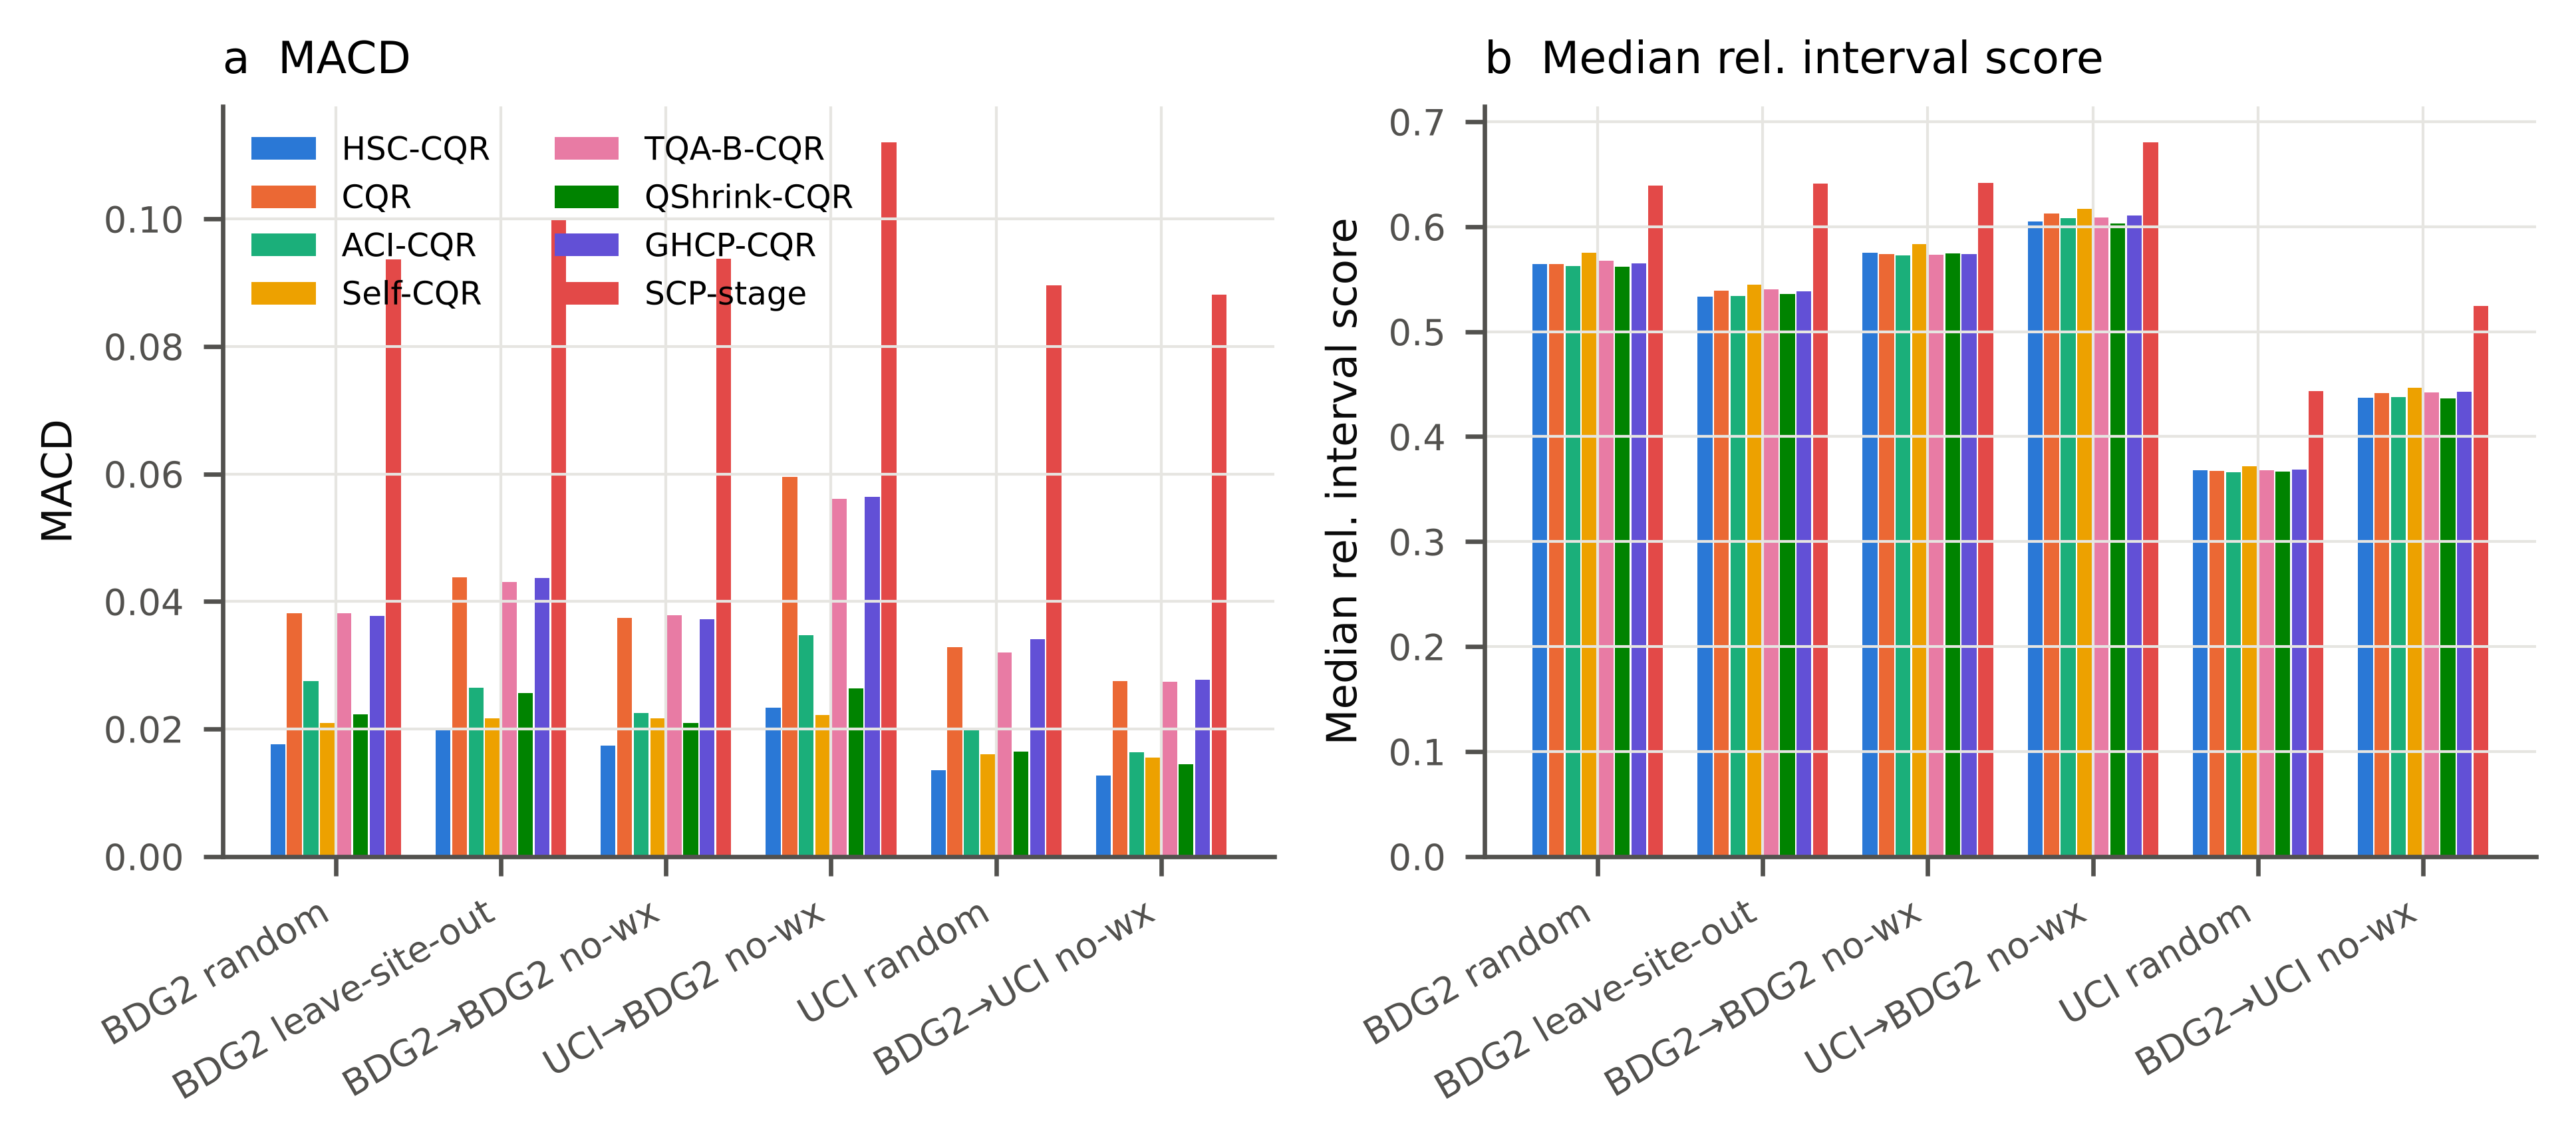 a MACD
MACD
0.10
0.08
0.06
0.04
0.02
0.00
HSC-CQR
CQR
ACI-CQR
Self-CQR
TQA-B-CQR
QShrink-CQR
GHCP-CQR
SCP-stage
BDG2 random
BDG2 leave-site-out
BDG2→BDG2 no-wx
UCI→BDG2 no-wx
UCI random
BDG2→UCI no-wx
b Median rel. interval score
Median rel. interval score
0.7
0.6
0.5
0.4
0.3
0.2
0.1
0.0
BDG2 random
BDG2 leave-site-out
BDG2→BDG2 no-wx
UCI→BDG2 no-wx
UCI random
BDG2→UCI no-wx